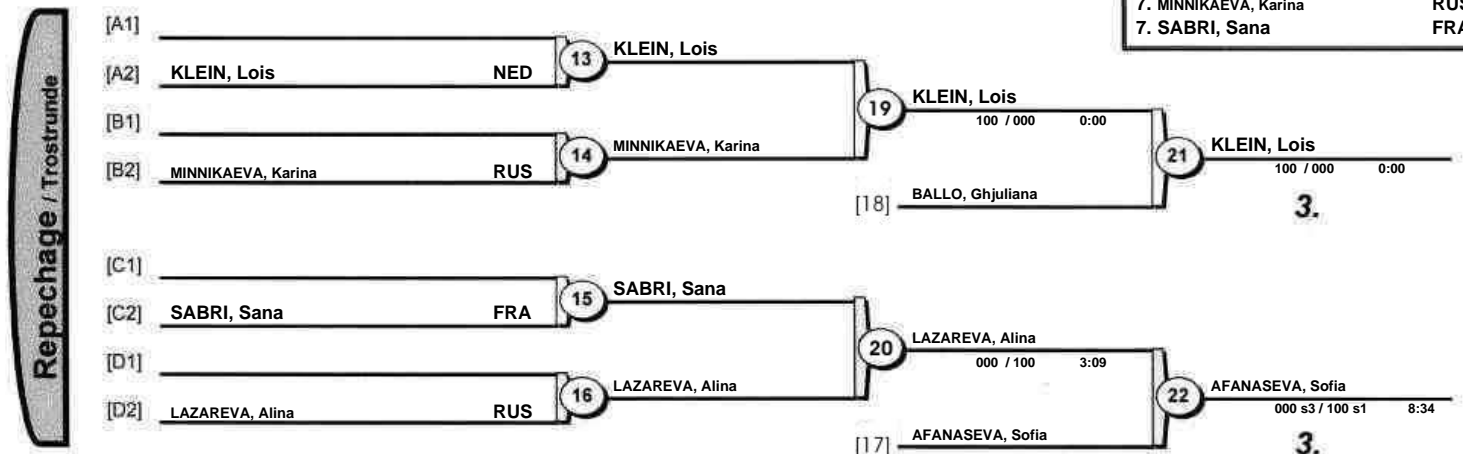 7. MINNIKAEVA, Karina RUS
7. SABRI, Sana FRA
Repechage / Trostrunde
[A1]
[A2] KLEIN, Lois NED
13 KLEIN, Lois
[B1]
[B2] MINNIKAEVA, Karina RUS
14 MINNIKAEVA, Karina
19 KLEIN, Lois
100 / 000 0:00
[18] BALLO, Ghjuliana
21 KLEIN, Lois
100 / 000 0:00
3.
[C1]
[C2] SABRI, Sana FRA
15 SABRI, Sana
[D1]
[D2] LAZAREVA, Alina RUS
16 LAZAREVA, Alina
20 LAZAREVA, Alina
000 / 100 3:09
[17] AFANASEVA, Sofia
22 AFANASEVA, Sofia
000 s3 / 100 s1 8:34
3.